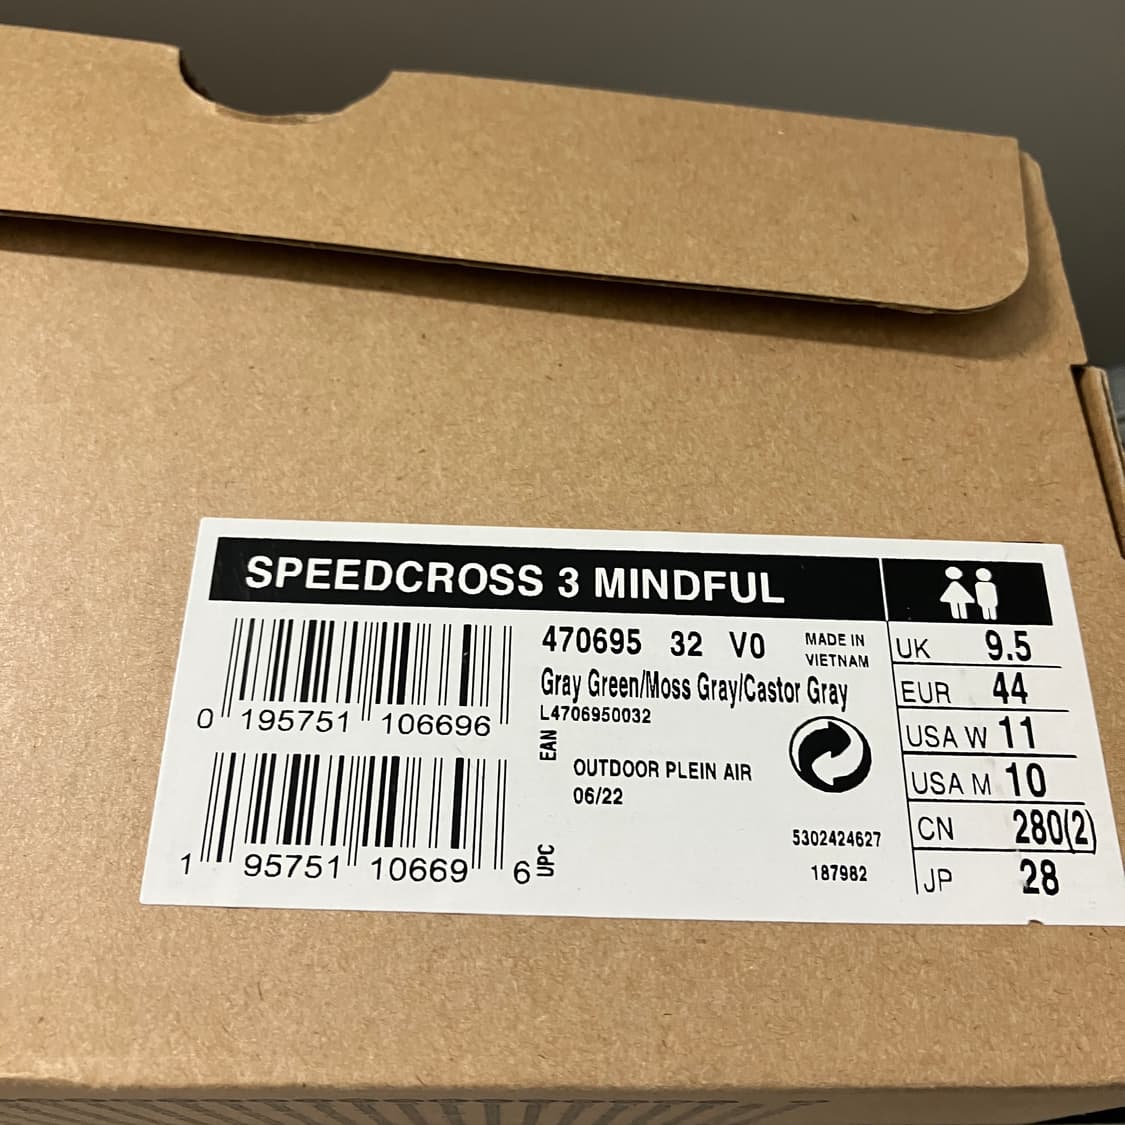 SPEEDCROSS 3 MINDFUL
0 195751 106696
470695 32 V0
Gray Green/Moss Gray/Castor Gray
L4706950032
MADE IN
VIETNAM
EAN
OUTDOOR PLEIN AIR
06/22
1 95751 10669 6
UPC
5302424627
187982
UK 9.5
EUR 44
USA W 11
USA M 10
CN 280(2)
JP 28